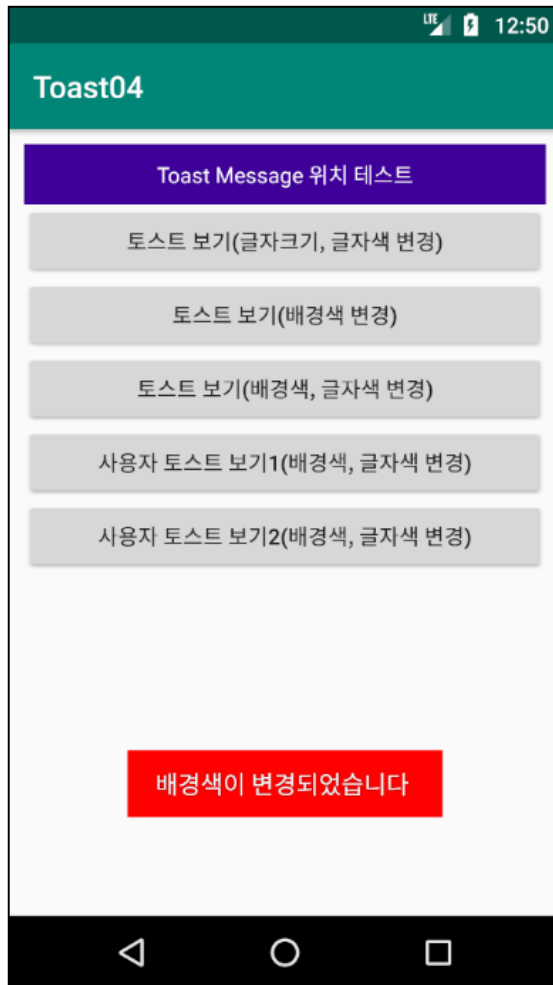 LTE 12:50
Toast04
Toast Message 위치 테스트
토스트 보기(글자크기, 글자색 변경)
토스트 보기(배경색 변경)
토스트 보기(배경색, 글자색 변경)
사용자 토스트 보기1(배경색, 글자색 변경)
사용자 토스트 보기2(배경색, 글자색 변경)
배경색이 변경되었습니다